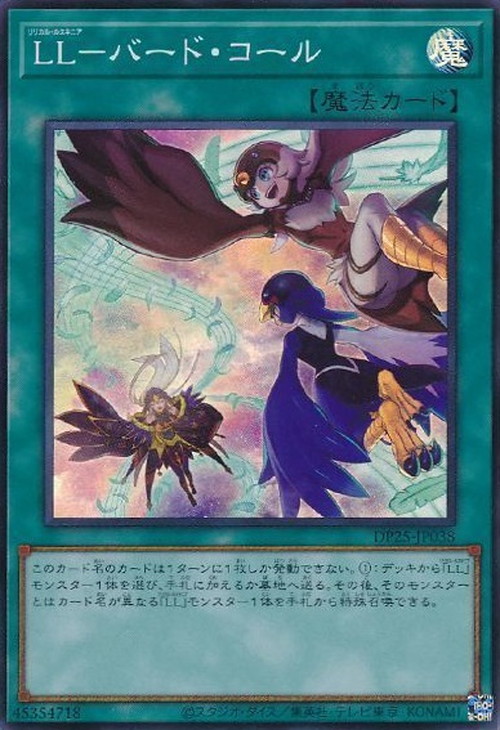 リリカル・ルスキニア
LL－バード・コール
魔
【魔法カード】
DP25-JP038
このカード名のカードは1ターンに1枚しか発動できない。①：デッキから「LL」
モンスター1体を選び、手札に加えるか墓地へ送る。その後、そのモンスター
とはカード名が異なる「LL」モンスター1体を手札から特殊召喚できる。
45354718
©スタジオ・ダイス／集英社・テレビ東京 KONAMI